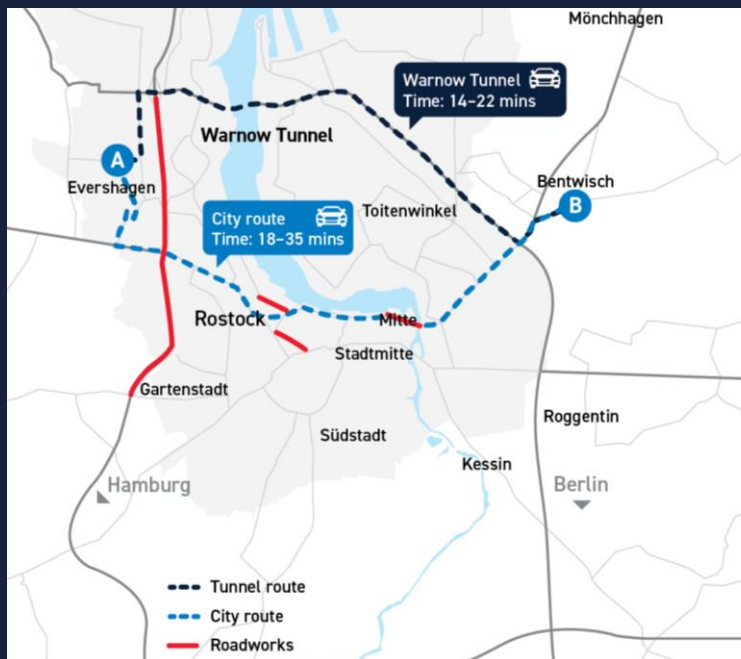 Mönchhagen
Warnow Tunnel
Time: 14–22 mins
Warnow Tunnel
A
Evershagen
Bentwisch
B
Toitenwinkel
City route
Time: 18–35 mins
Rostock
Mitte
Stadtmitte
Gartenstadt
Roggentin
Südstadt
Kessin
Hamburg
Berlin
Tunnel route
City route
Roadworks